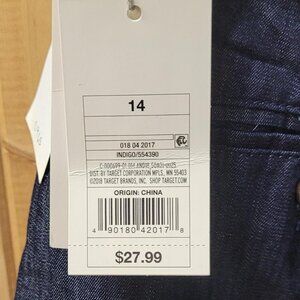 14
018 04 2017
INDIGO/554390
DIST. BY TARGET CORPORATION MPLS., MN 55403
©2018 TARGET BRANDS, INC. SHOP TARGET.COM
ORIGIN: CHINA
4 90180 42017 8
$27.99